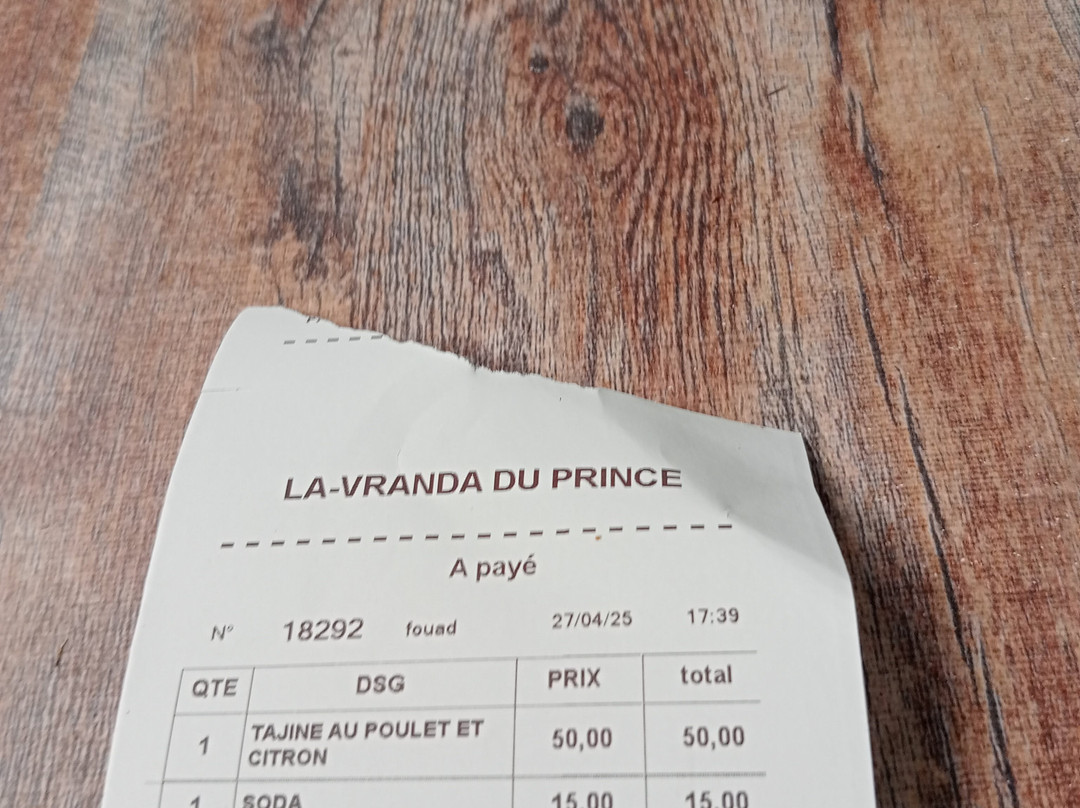 LA-VRANDA DU PRINCE
A payé
N° 18292 fouad 27/04/25 17:39
QTE DSG PRIX total
1 TAJINE AU POULET ET CITRON 50,00 50,00
1 SODA 15,00 15,00